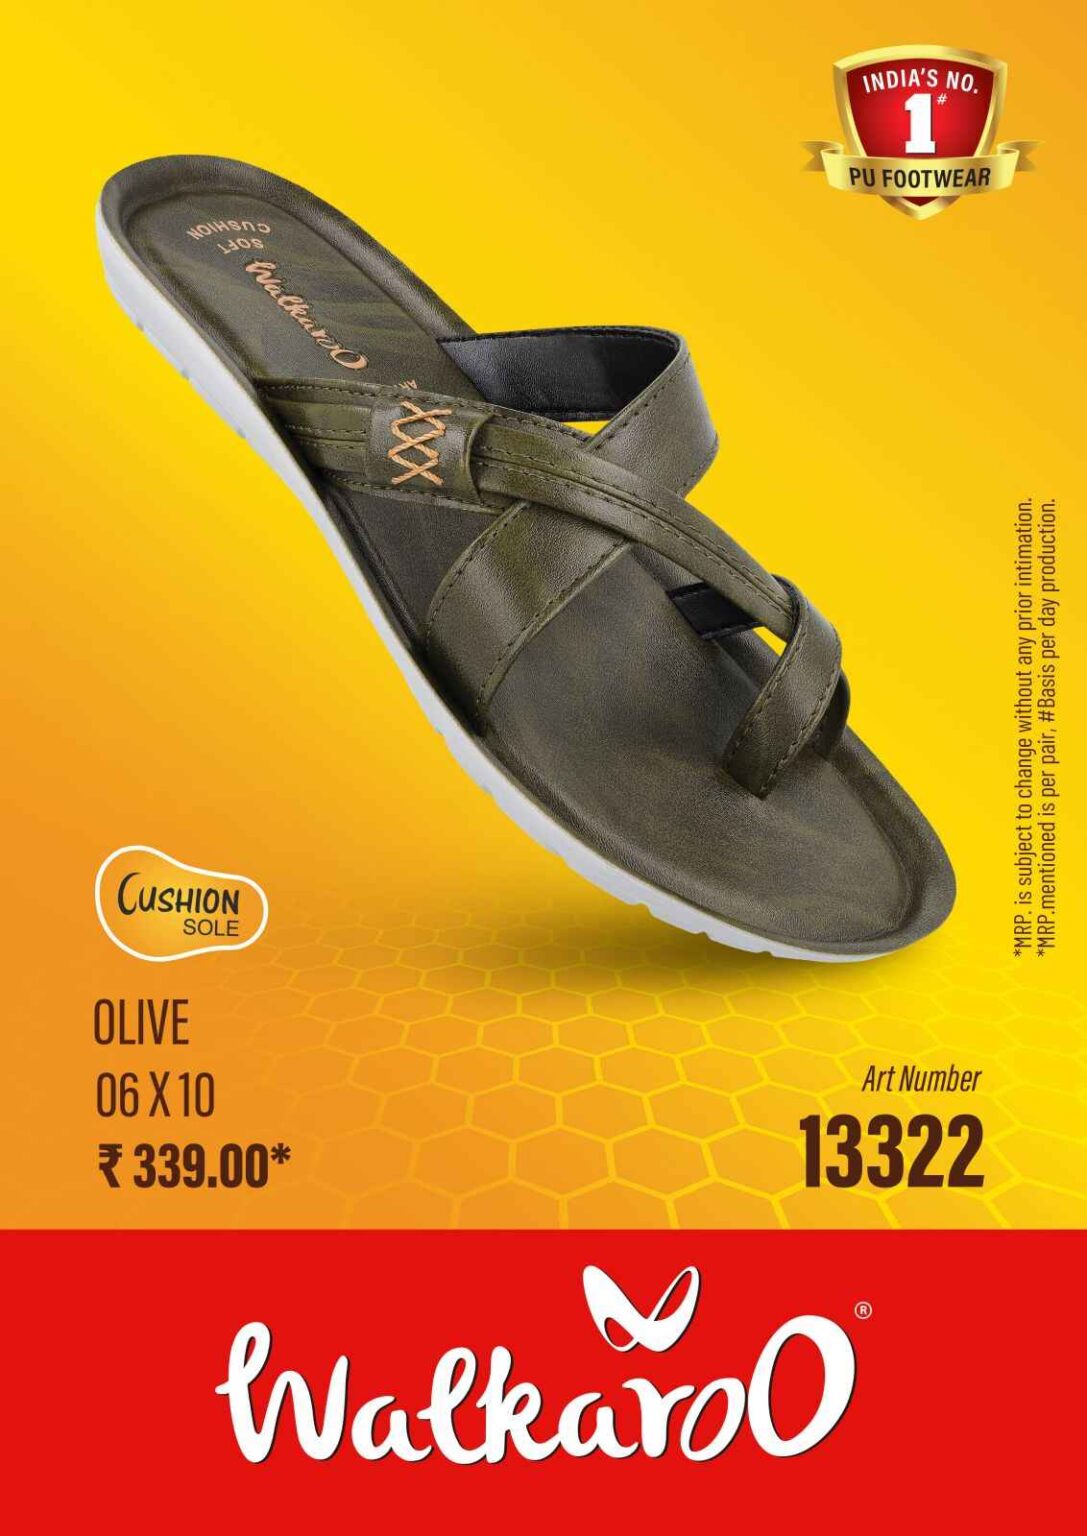 INDIA'S NO.
1#
PU FOOTWEAR
SOFT
CUSHION
Walkaroo
*MRP. is subject to change without any prior intimation.
*MRP.mentioned is per pair, #Basis per day production.
CUSHION
SOLE
OLIVE
06 X 10
₹ 339.00*
Art Number
13322
Walkaroo®